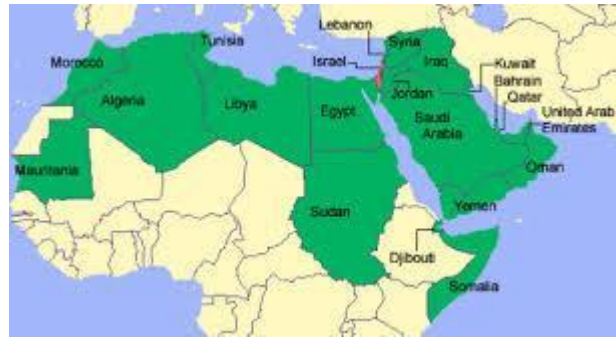 Lebanon
Tunisia
Syria
Morocco
Israel
Iraq
Kuwait
Bahrain
Qatar
Algeria
Libya
Egypt
Jordan
Saudi
Arabia
United Arab
Emirates
Mauritania
Oman
Yemen
Sudan
Djibouti
Somalia